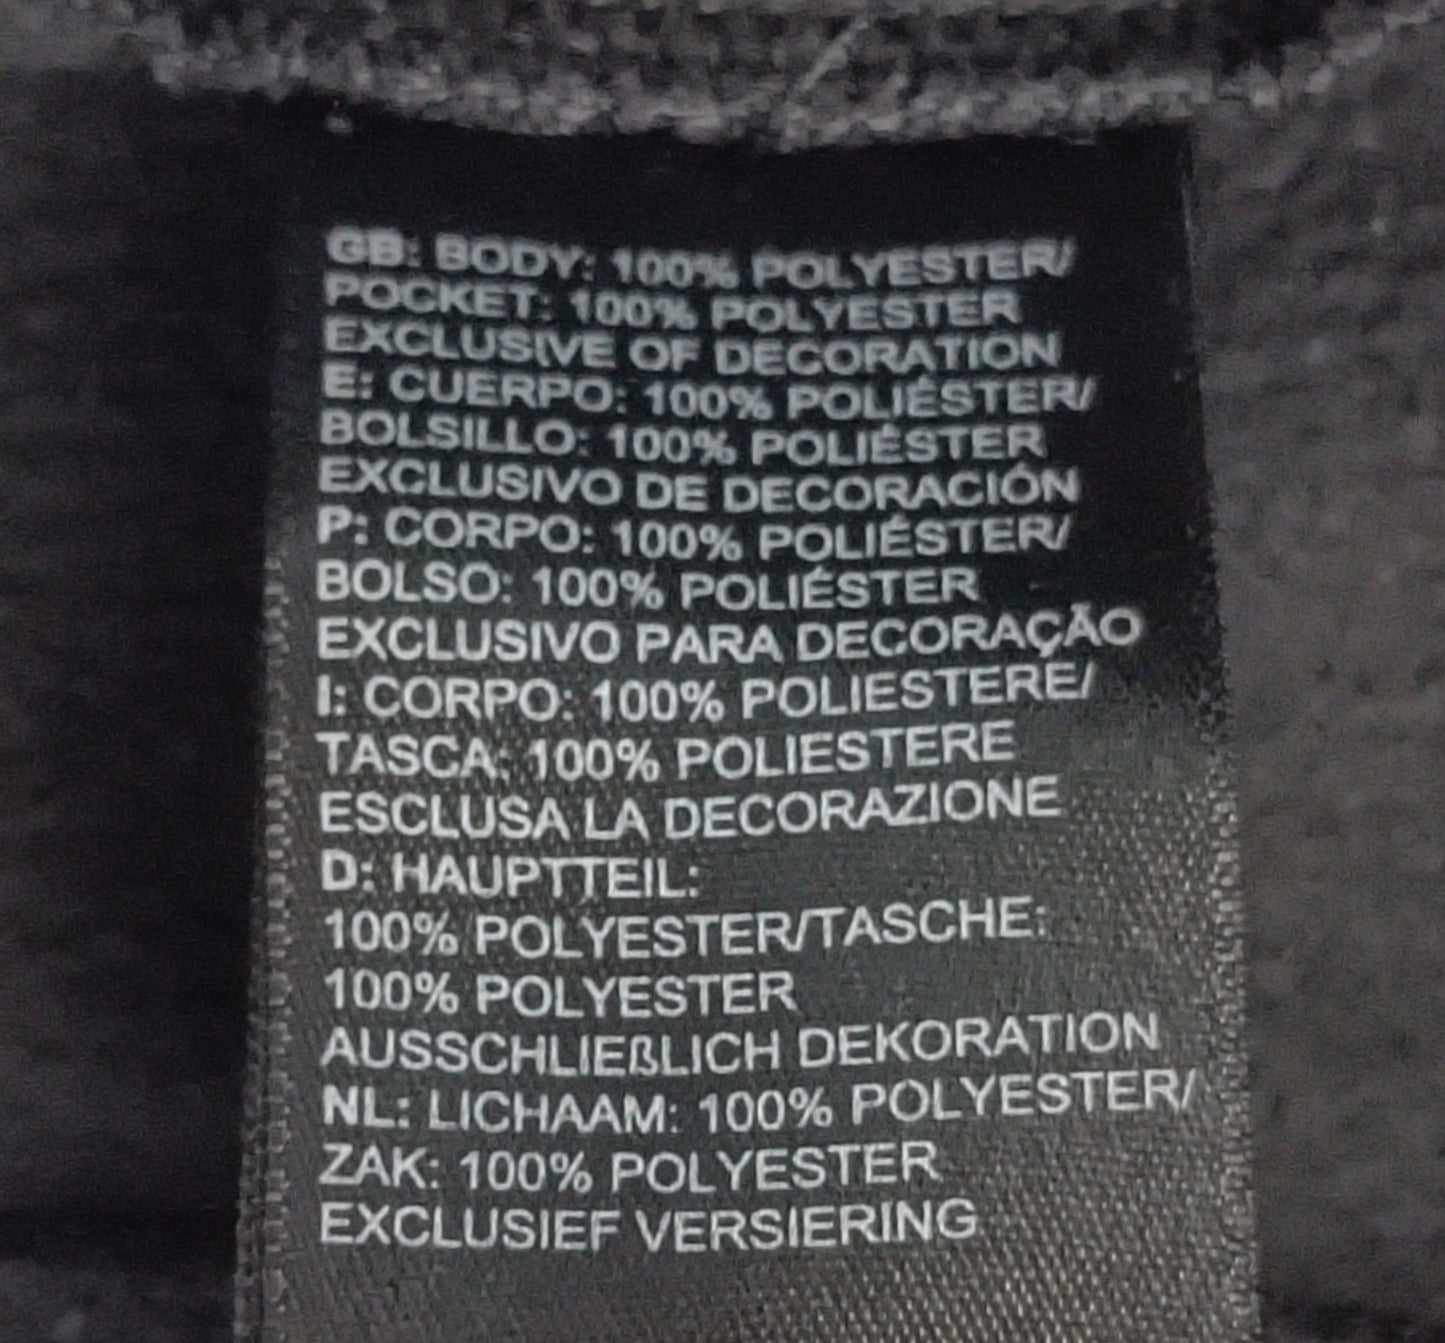 GB: BODY: 100% POLYESTER/
POCKET: 100% POLYESTER
EXCLUSIVE OF DECORATION
E: CUERPO: 100% POLIÉSTER/
BOLSILLO: 100% POLIÉSTER
EXCLUSIVO DE DECORACIÓN
P: CORPO: 100% POLIÉSTER/
BOLSO: 100% POLIÉSTER
EXCLUSIVO PARA DECORAÇÃO
I: CORPO: 100% POLIESTERE/
TASCA: 100% POLIESTERE
ESCLUSA LA DECORAZIONE
D: HAUPTTEIL:
100% POLYESTER/TASCHE:
100% POLYESTER
AUSSCHLIEßLICH DEKORATION
NL: LICHAAM: 100% POLYESTER/
ZAK: 100% POLYESTER
EXCLUSIEF VERSIERING